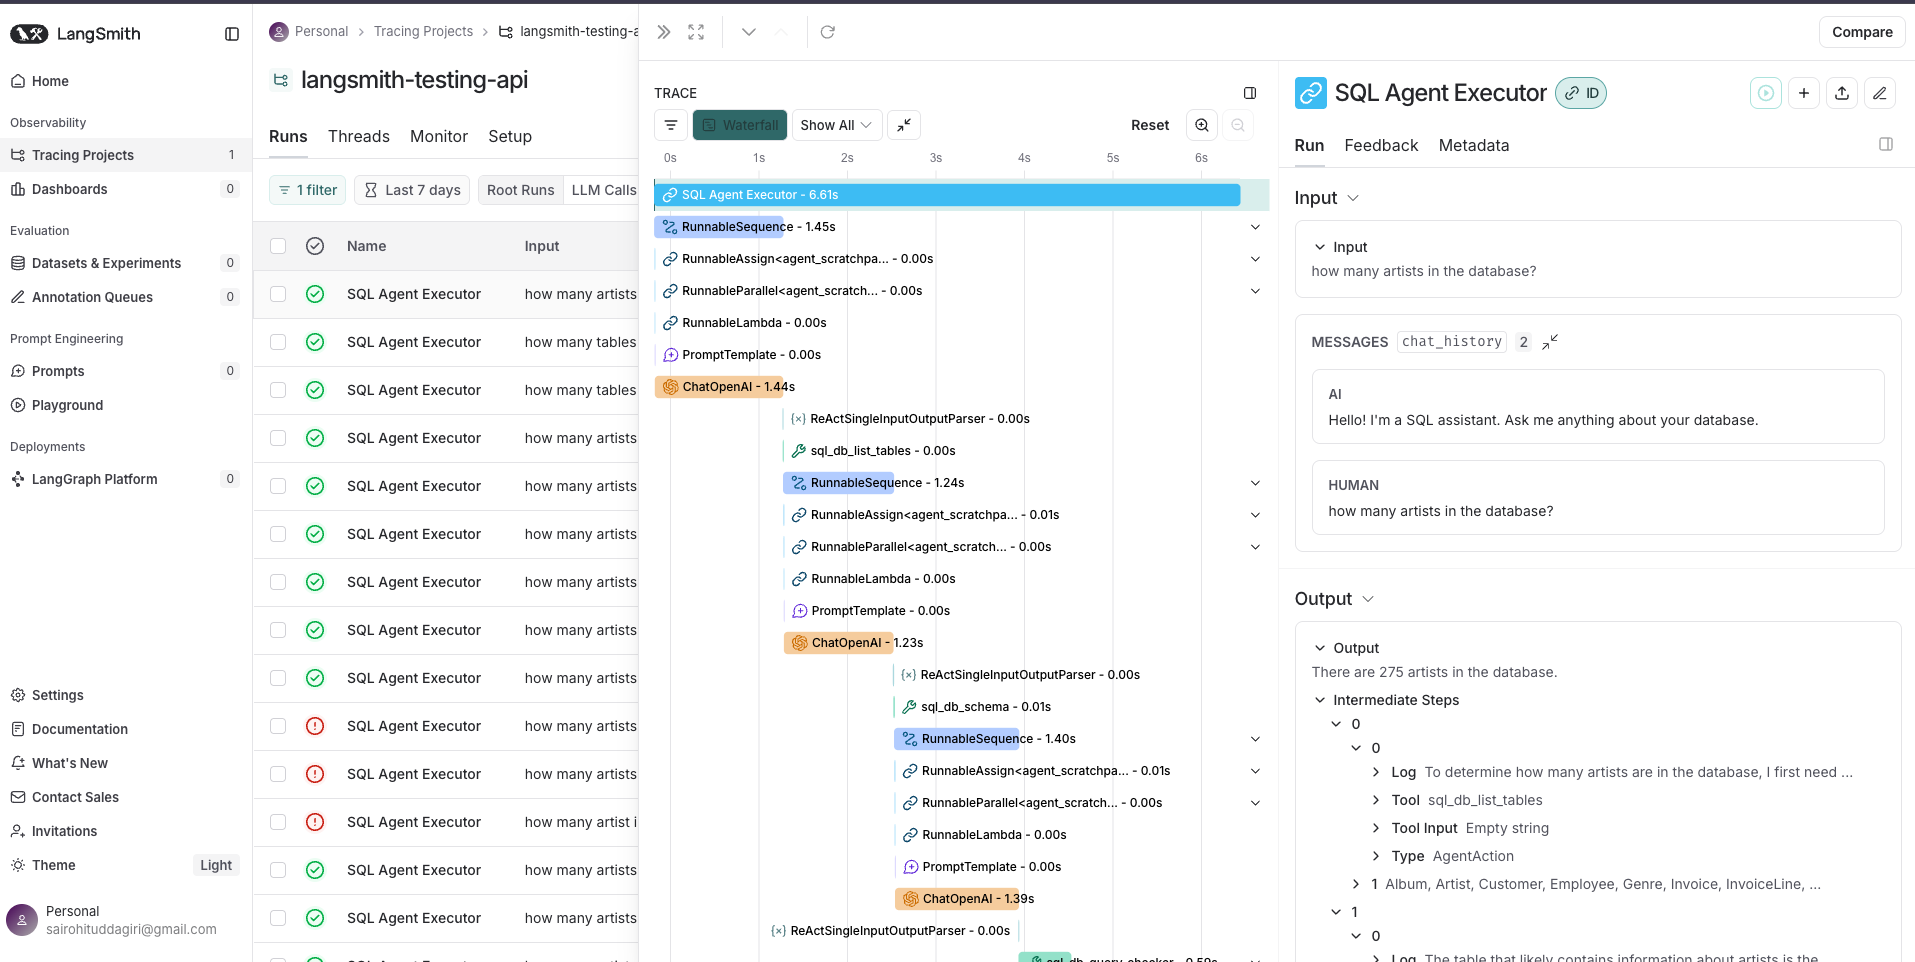 LangSmith
Home
Observability
Tracing Projects 1
Dashboards 0
Evaluation
Datasets & Experiments 0
Annotation Queues 0
Prompt Engineering
Prompts 0
Playground
Deployments
LangGraph Platform 0
Settings
Documentation
What's New
Contact Sales
Invitations
Theme Light
Personal
sairohituddagiri@gmail.com
Personal > Tracing Projects > langsmith-testing-a
langsmith-testing-api
Runs Threads Monitor Setup
1 filter Last 7 days Root Runs LLM Calls
Name Input
SQL Agent Executor how many artists
SQL Agent Executor how many tables
SQL Agent Executor how many tables
SQL Agent Executor how many artists
SQL Agent Executor how many artists
SQL Agent Executor how many artists
SQL Agent Executor how many artists
SQL Agent Executor how many artists
SQL Agent Executor how many artists
SQL Agent Executor how many artists
SQL Agent Executor how many artists
SQL Agent Executor how many artist i
SQL Agent Executor how many artists
SQL Agent Executor how many artists
TRACE
Waterfall Show All Reset
0s 1s 2s 3s 4s 5s 6s
SQL Agent Executor - 6.61s
RunnableSequence - 1.45s
RunnableAssign<agent_scratchpa... - 0.00s
RunnableParallel<agent_scratch... - 0.00s
RunnableLambda - 0.00s
PromptTemplate - 0.00s
ChatOpenAI - 1.44s
ReActSingleInputOutputParser - 0.00s
sql_db_list_tables - 0.00s
RunnableSequence - 1.24s
RunnableAssign<agent_scratchpa... - 0.01s
RunnableParallel<agent_scratch... - 0.00s
RunnableLambda - 0.00s
PromptTemplate - 0.00s
ChatOpenAI - 1.23s
ReActSingleInputOutputParser - 0.00s
sql_db_schema - 0.01s
RunnableSequence - 1.40s
RunnableAssign<agent_scratchpa... - 0.01s
RunnableParallel<agent_scratch... - 0.00s
RunnableLambda - 0.00s
PromptTemplate - 0.00s
ChatOpenAI - 1.39s
ReActSingleInputOutputParser - 0.00s
sql_db_query_checker - 0.59s
Compare
SQL Agent Executor ID
Run Feedback Metadata
Input
Input
how many artists in the database?
MESSAGES chat_history 2
AI
Hello! I'm a SQL assistant. Ask me anything about your database.
HUMAN
how many artists in the database?
Output
Output
There are 275 artists in the database.
Intermediate Steps
0
0
Log To determine how many artists are in the database, I first need ...
Tool sql_db_list_tables
Tool Input Empty string
Type AgentAction
1 Album, Artist, Customer, Employee, Genre, Invoice, InvoiceLine, ...
1
0
Log The table that likely contains information about artists is the